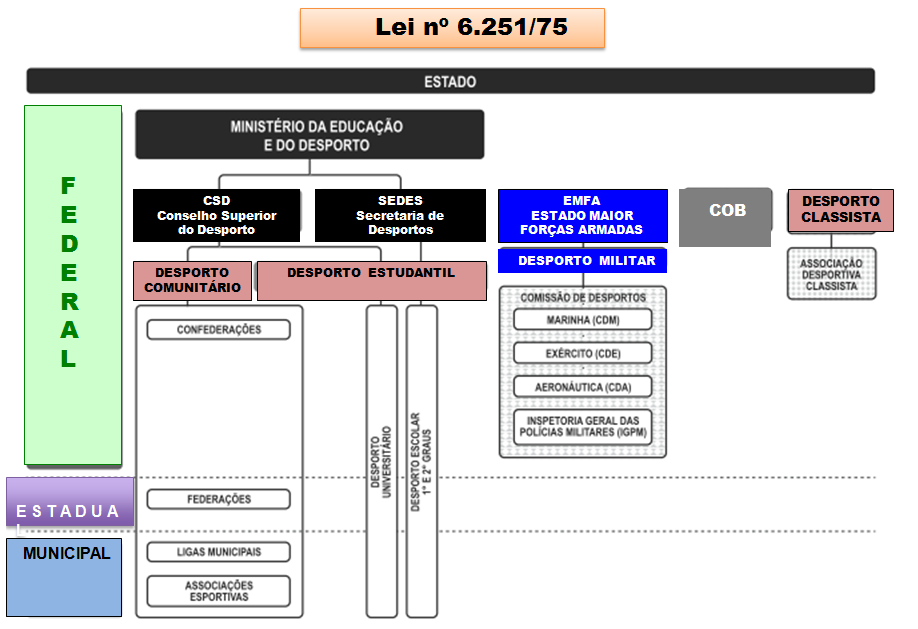 Lei nº 6.251/75
ESTADO
FEDERAL
MINISTÉRIO DA EDUCAÇÃO
E DO DESPORTO
CSD
Conselho Superior
do Desporto
SEDES
Secretaria de
Desportos
EMFA
ESTADO MAIOR
FORÇAS ARMADAS
COB
DESPORTO
CLASSISTA
DESPORTO
COMUNITÁRIO
DESPORTO ESTUDANTIL
DESPORTO MILITAR
ASSOCIAÇÃO
DESPORTIVA
CLASSISTA
COMISSÃO DE DESPORTOS
MARINHA (CDM)
EXÉRCITO (CDE)
AERONÁUTICA (CDA)
INSPETORIA GERAL DAS
POLÍCIAS MILITARES (IGPM)
CONFEDERAÇÕES
DESPORTO
UNIVERSITÁRIO
DESPORTO ESCOLAR
1° E 2° GRAUS
ESTADUAL
FEDERAÇÕES
MUNICIPAL
LIGAS MUNICIPAIS
ASSOCIAÇÕES
ESPORTIVAS